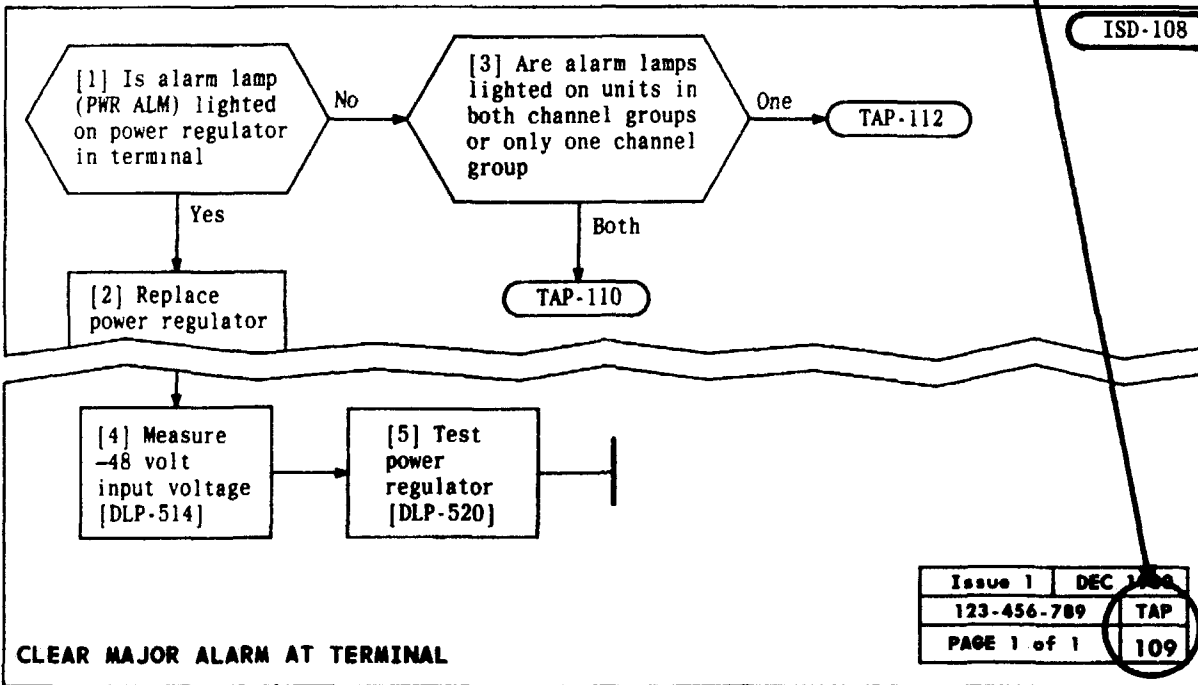 ISD-108
[1] Is alarm lamp
(PWR ALM) lighted
on power regulator
in terminal
No
[3] Are alarm lamps
lighted on units in
both channel groups
or only one channel
group
One
TAP-112
Yes
Both
[2] Replace
power regulator
TAP-110
[4] Measure
—48 volt
input voltage
[DLP-514]
[5] Test
power
regulator
[DLP-520]
Issue 1
DEC
123-456-789
TAP
PAGE 1 of 1
109
CLEAR MAJOR ALARM AT TERMINAL